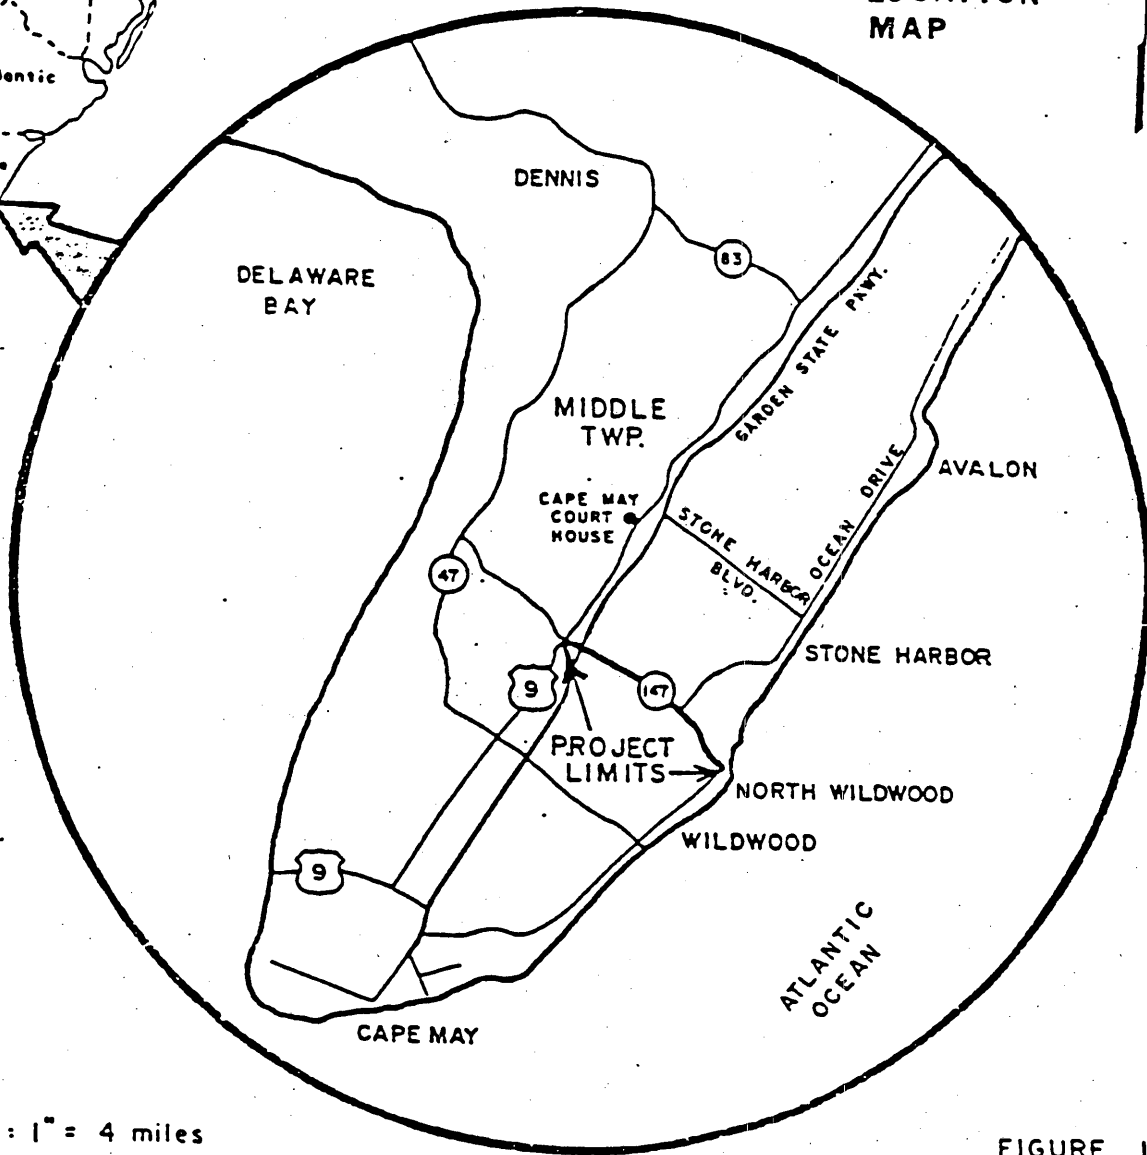 MAP
DENNIS
83
DELAWARE
BAY
GARDEN STATE PKWY.
MIDDLE
TWP.
AVALON
OCEAN DRIVE
CAPE MAY
COURT
HOUSE
STONE HARBOR
BLVD.
47
STONE HARBOR
9
147
PROJECT
LIMITS
NORTH WILDWOOD
WILDWOOD
9
ATLANTIC
OCEAN
CAPE MAY
: 1" = 4 miles
FIGURE 1